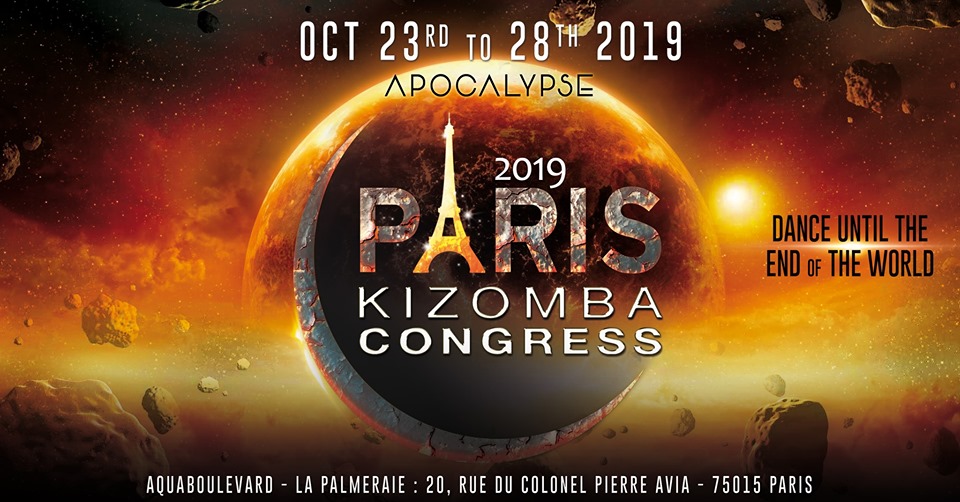 OCT 23RD TO 28TH 2019
APOCALYPSE
2019
PARIS
KIZOMBA
CONGRESS
DANCE UNTIL THE
END OF THE WORLD
AQUABOULEVARD - LA PALMERAIE : 20, RUE DU COLONEL PIERRE AVIA - 75015 PARIS